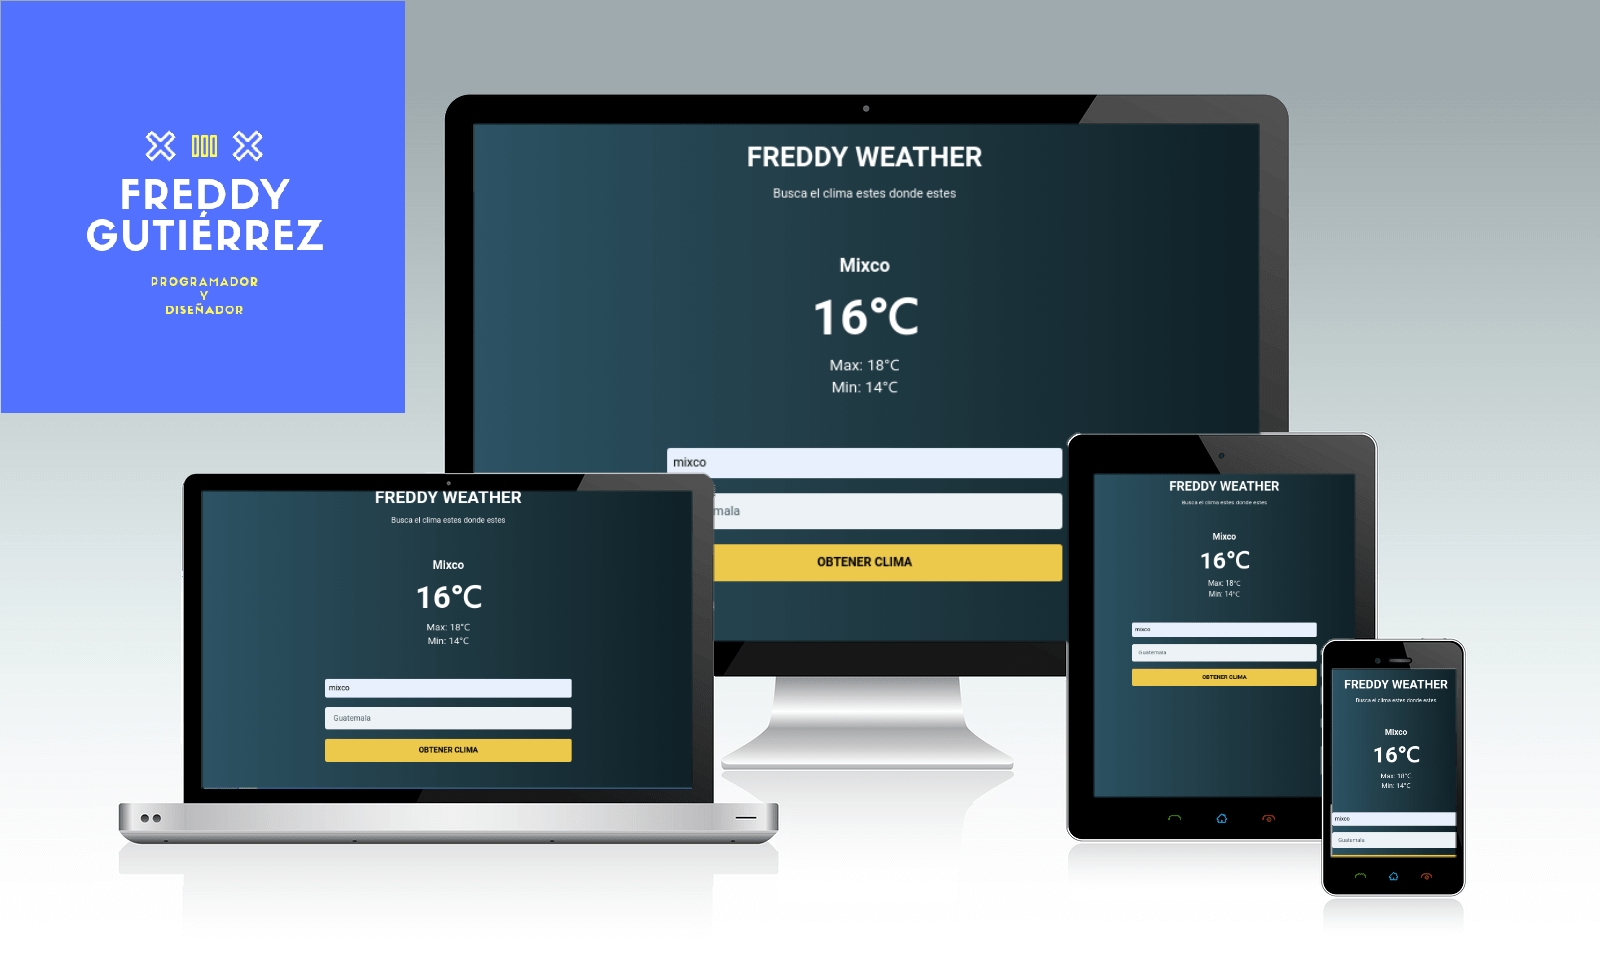 FREDDY
GUTIÉRREZ
PROGRAMADOR
Y
DISEÑADOR
FREDDY WEATHER
Busca el clima estes donde estes
Mixco
16°C
Max: 18°C
Min: 14°C
mixco
mala
OBTENER CLIMA
FREDDY WEATHER
Busca el clima estes donde estes
Mixco
16°C
Max: 18°C
Min: 14°C
mixco
Guatemala
OBTENER CLIMA
FREDDY WEATHER
Busca el clima estes donde estes
Mixco
16°C
Max: 18°C
Min: 14°C
mixco
Guatemala
OBTENER CLIMA
FREDDY WEATHER
Busca el clima estes donde estes
Mixco
16°C
Max: 18°C
Min: 14°C
mixco
Guatemala